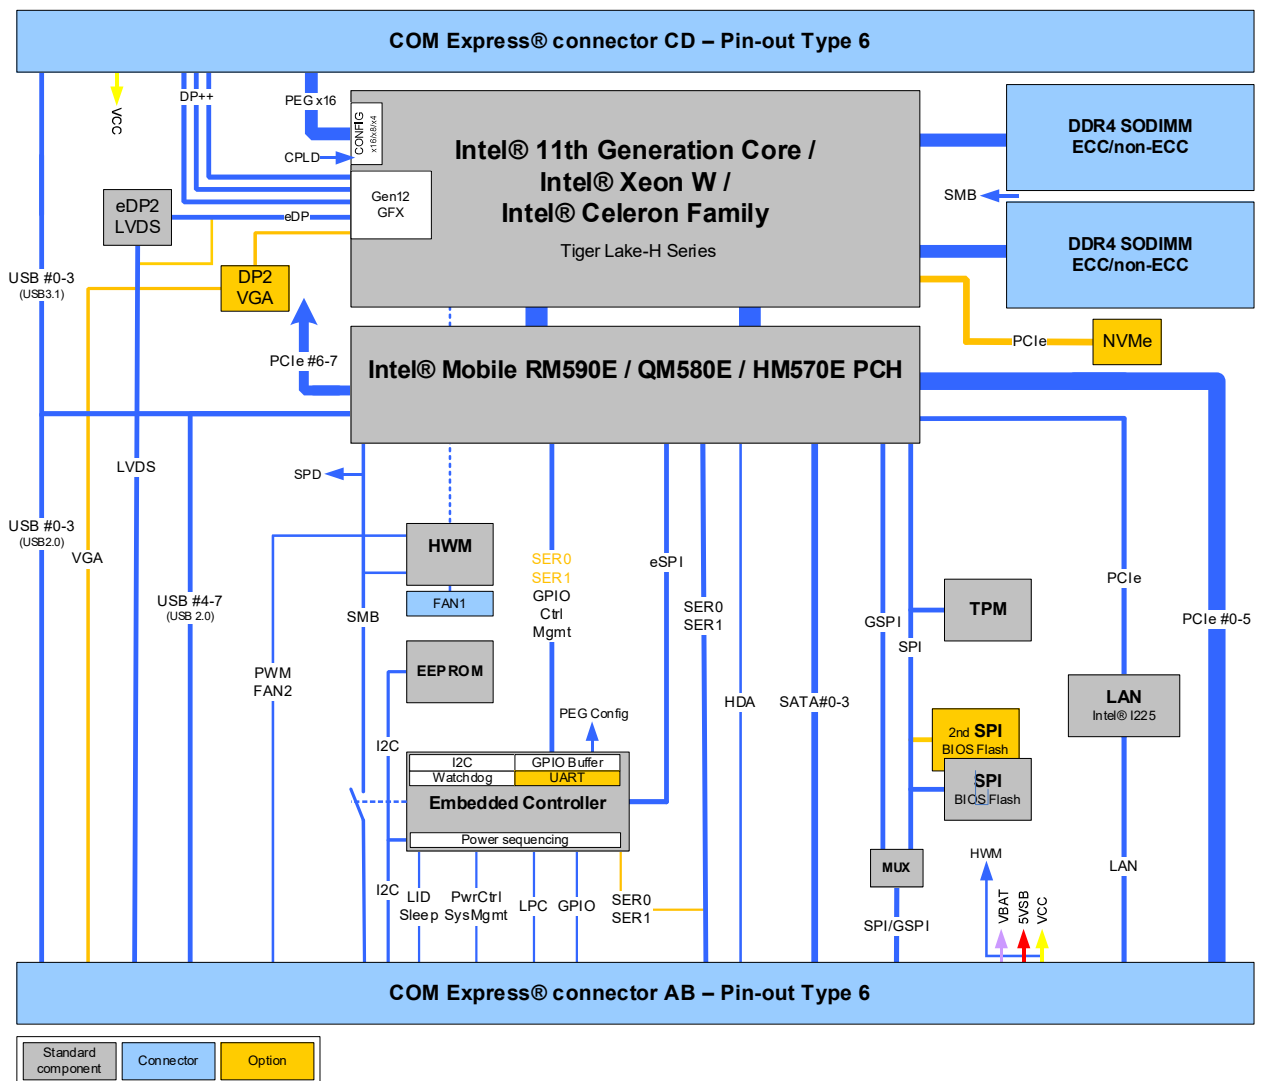 COM Express® connector CD – Pin-out Type 6
VCC
DP++
PEG x16
CONFIG
x16/x8/x4
CPLD
Intel® 11th Generation Core /
Intel® Xeon W /
Intel® Celeron Family
Tiger Lake-H Series
DDR4 SODIMM
ECC/non-ECC
SMB
DDR4 SODIMM
ECC/non-ECC
eDP2
LVDS
eDP
Gen12
GFX
USB #0-3
(USB3.1)
DP2
VGA
PCIe #6-7
PCIe
NVMe
Intel® Mobile RM590E / QM580E / HM570E PCH
LVDS
SPD
USB #0-3
(USB2.0)
VGA
USB #4-7
(USB 2.0)
HWM
FAN1
SMB
SER0
SER1
GPIO
Ctrl
Mgmt
eSPI
SER0
SER1
GSPI
SPI
TPM
PCIe
PCIe #0-5
PWM
FAN2
EEPROM
HDA
SATA#0-3
LAN
Intel® I225
PEG Config
I2C
2nd SPI
BIOS Flash
SPI
BIOS Flash
I2C
GPIO Buffer
Watchdog
UART
Embedded Controller
Power sequencing
MUX
HWM
LAN
I2C
LID
Sleep
PwrCtrl
SysMgmt
LPC
GPIO
SER0
SER1
SPI/GSPI
VBAT
5VSB
VCC
COM Express® connector AB – Pin-out Type 6
Standard
component
Connector
Option